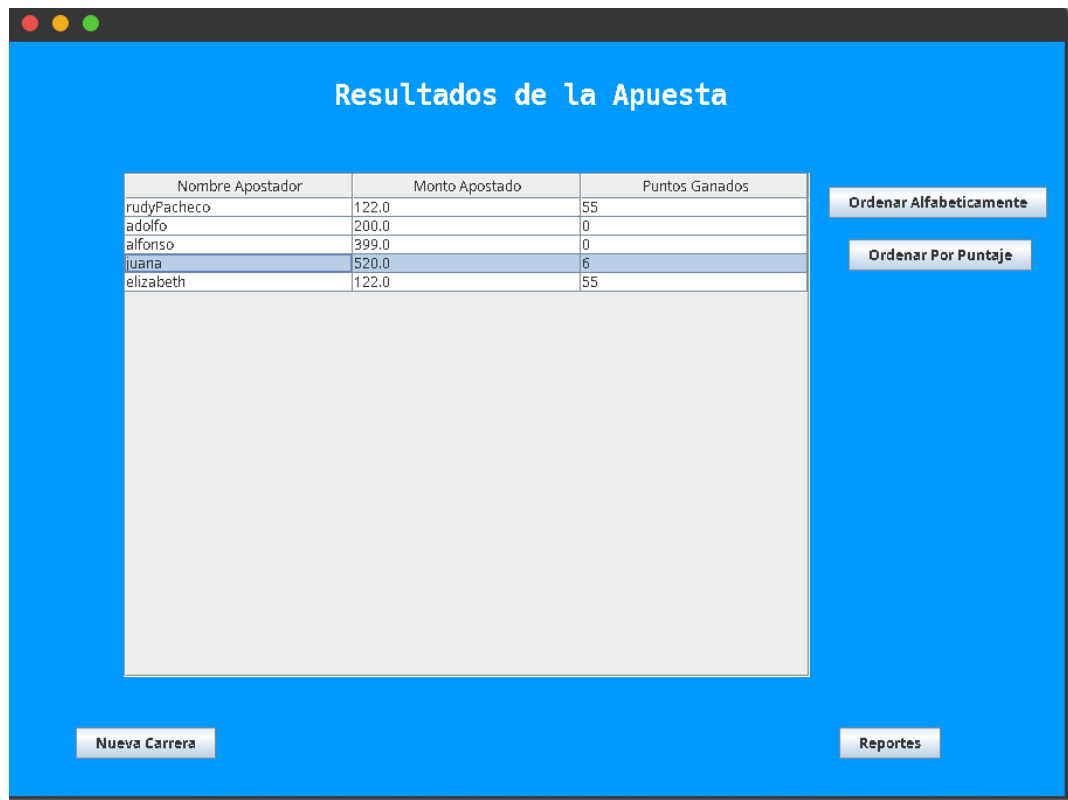 Resultados de la Apuesta
Nombre Apostador Monto Apostado Puntos Ganados
rudyPacheco 122.0 55
adolfo 200.0 0
alfonso 399.0 0
juana 520.0 6
elizabeth 122.0 55
Ordenar Alfabeticamente
Ordenar Por Puntaje
Nueva Carrera
Reportes